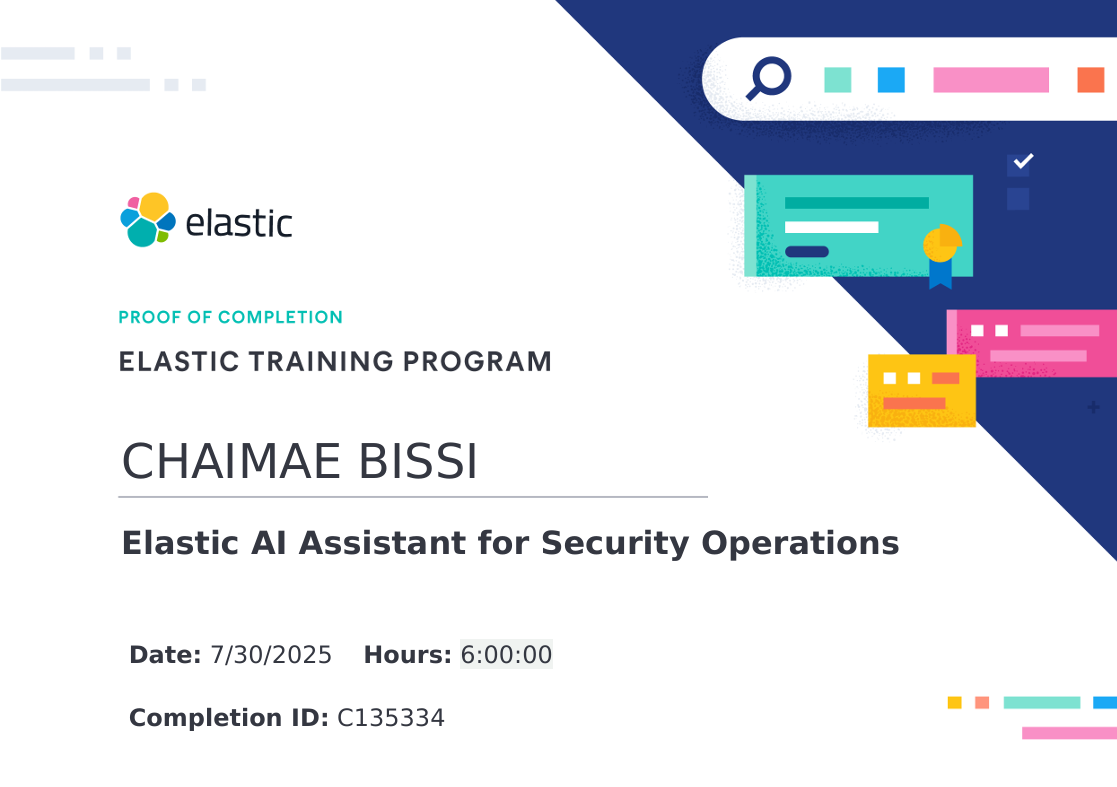 elastic
PROOF OF COMPLETION
ELASTIC TRAINING PROGRAM
CHAIMAE BISSI
Elastic AI Assistant for Security Operations
Date: 7/30/2025 Hours: 6:00:00
Completion ID: C135334